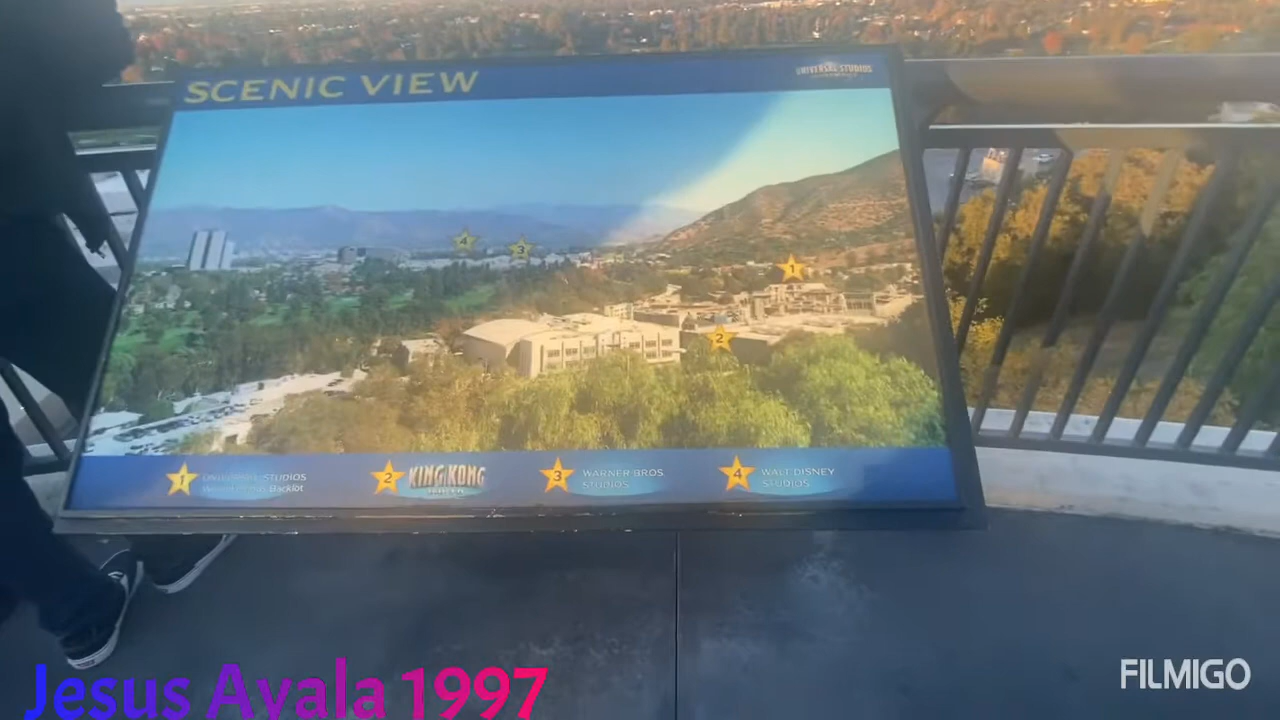 SCENIC VIEW
UNIVERSAL STUDIOS
4
3
1
2
1 UNIVERSAL STUDIOS
Backlot
2 KING KONG
3 WARNER BROS
STUDIOS
4 WALT DISNEY
STUDIOS
Jesus Ayala 1997
FILMIGO